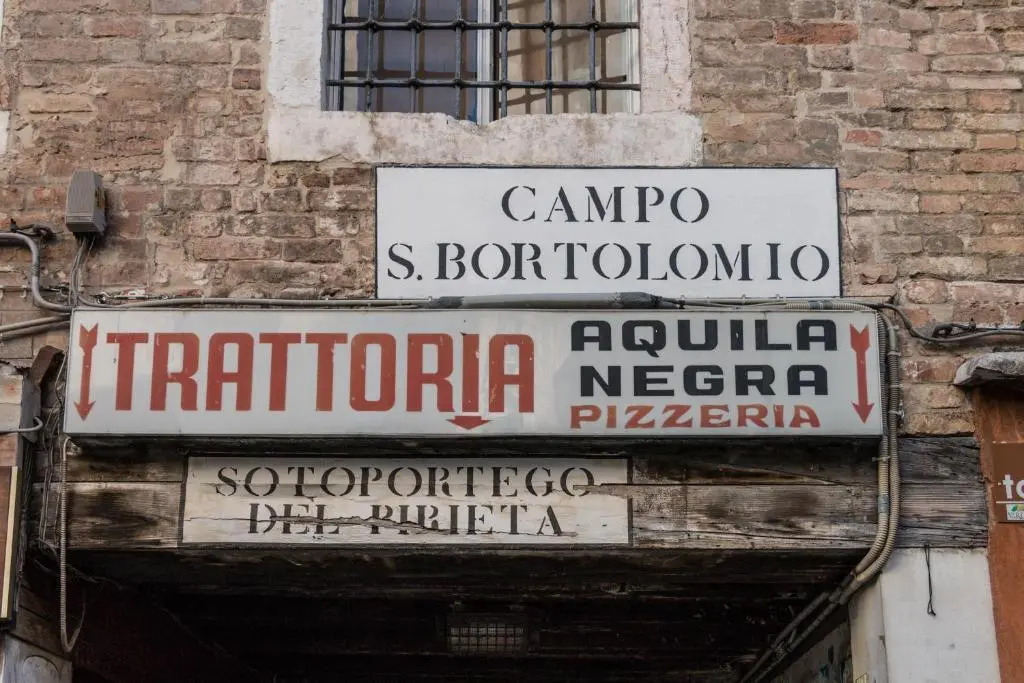 CAMPO
S. BORTOLOMIO
TRATTORIA
AQUILA
NEGRA
PIZZERIA
SOTOPORTEGO
DEL PIRIETA